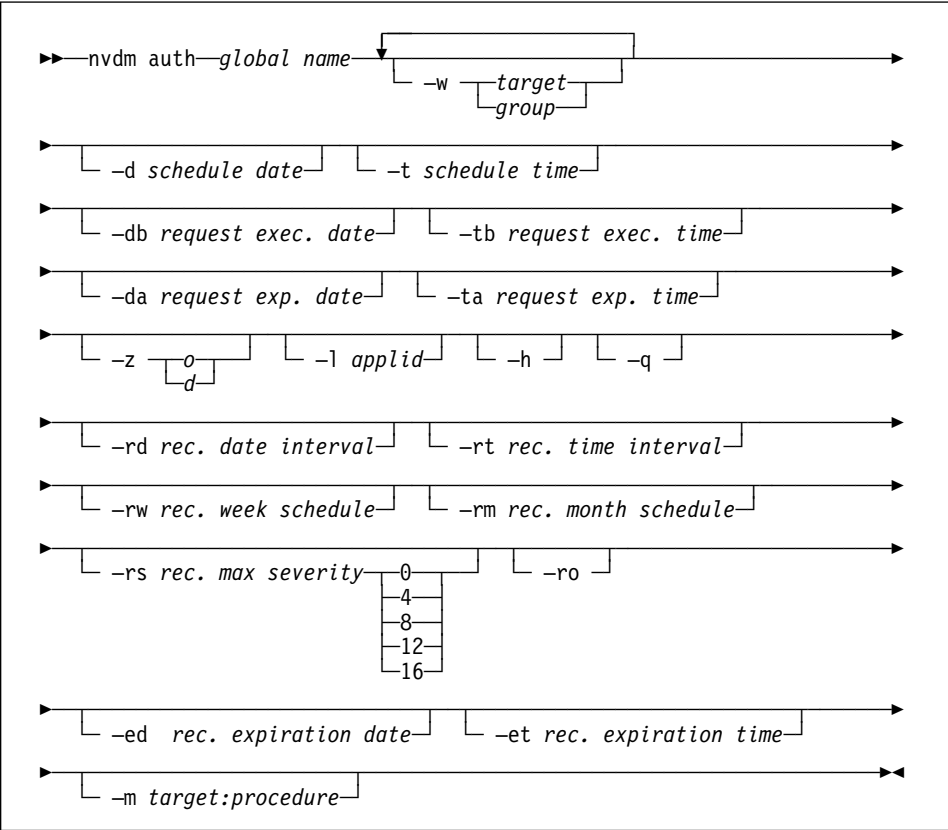 nvdm auth global name
-w target
group
-d schedule date -t schedule time
-db request exec. date -tb request exec. time
-da request exp. date -ta request exp. time
-z o -l applid -h -q
d
-rd rec. date interval -rt rec. time interval
-rw rec. week schedule -rm rec. month schedule
-rs rec. max severity 0 -ro
4
8
12
16
-ed rec. expiration date -et rec. expiration time
-m target:procedure